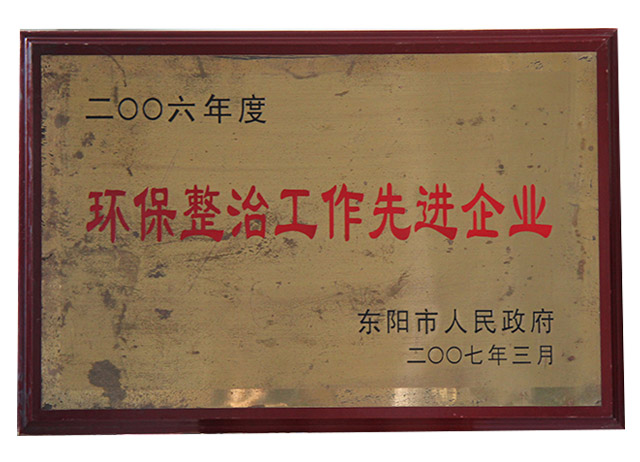 二〇〇六年度
环保整治工作先进企业
东阳市人民政府
二〇〇七年三月